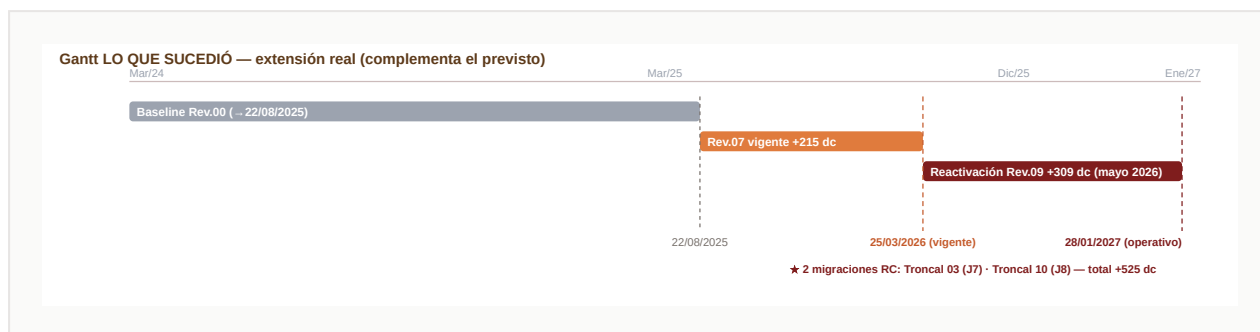 Gantt LO QUE SUCEDIÓ — extensión real (complementa el previsto)
Mar/24 Mar/25 Dic/25 Ene/27
Baseline Rev.00 (→22/08/2025)
Rev.07 vigente +215 dc
Reactivación Rev.09 +309 dc (mayo 2026)
22/08/2025 25/03/2026 (vigente) 28/01/2027 (operativo)
★ 2 migraciones RC: Troncal 03 (J7) · Troncal 10 (J8) — total +525 dc